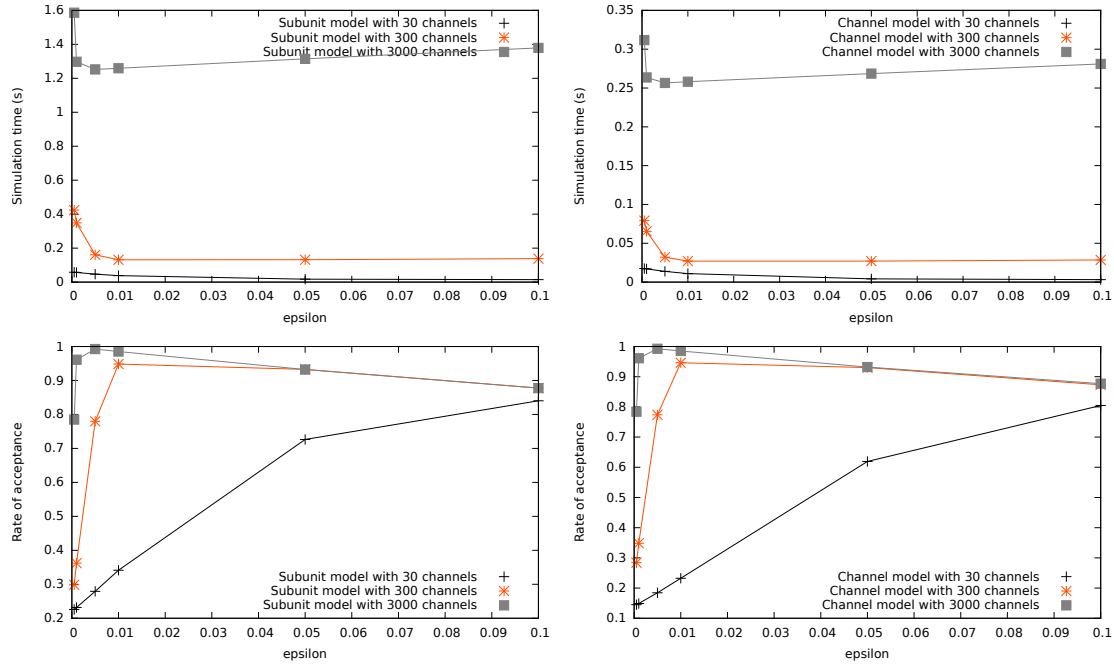 1.6
1.4
1.2
1
0.8
0.6
0.4
0.2
0
Simulation time (s)
Subunit model with 30 channels
Subunit model with 300 channels
Subunit model with 3000 channels
0 0.01 0.02 0.03 0.04 0.05 0.06 0.07 0.08 0.09 0.1
epsilon
0.35
0.3
0.25
0.2
0.15
0.1
0.05
0
Simulation time (s)
Channel model with 30 channels
Channel model with 300 channels
Channel model with 3000 channels
0 0.01 0.02 0.03 0.04 0.05 0.06 0.07 0.08 0.09 0.1
epsilon
1
0.9
0.8
0.7
0.6
0.5
0.4
0.3
0.2
Rate of acceptance
Subunit model with 30 channels
Subunit model with 300 channels
Subunit model with 3000 channels
0 0.01 0.02 0.03 0.04 0.05 0.06 0.07 0.08 0.09 0.1
epsilon
1
0.9
0.8
0.7
0.6
0.5
0.4
0.3
0.2
0.1
Rate of acceptance
Channel model with 30 channels
Channel model with 300 channels
Channel model with 3000 channels
0 0.01 0.02 0.03 0.04 0.05 0.06 0.07 0.08 0.09 0.1
epsilon